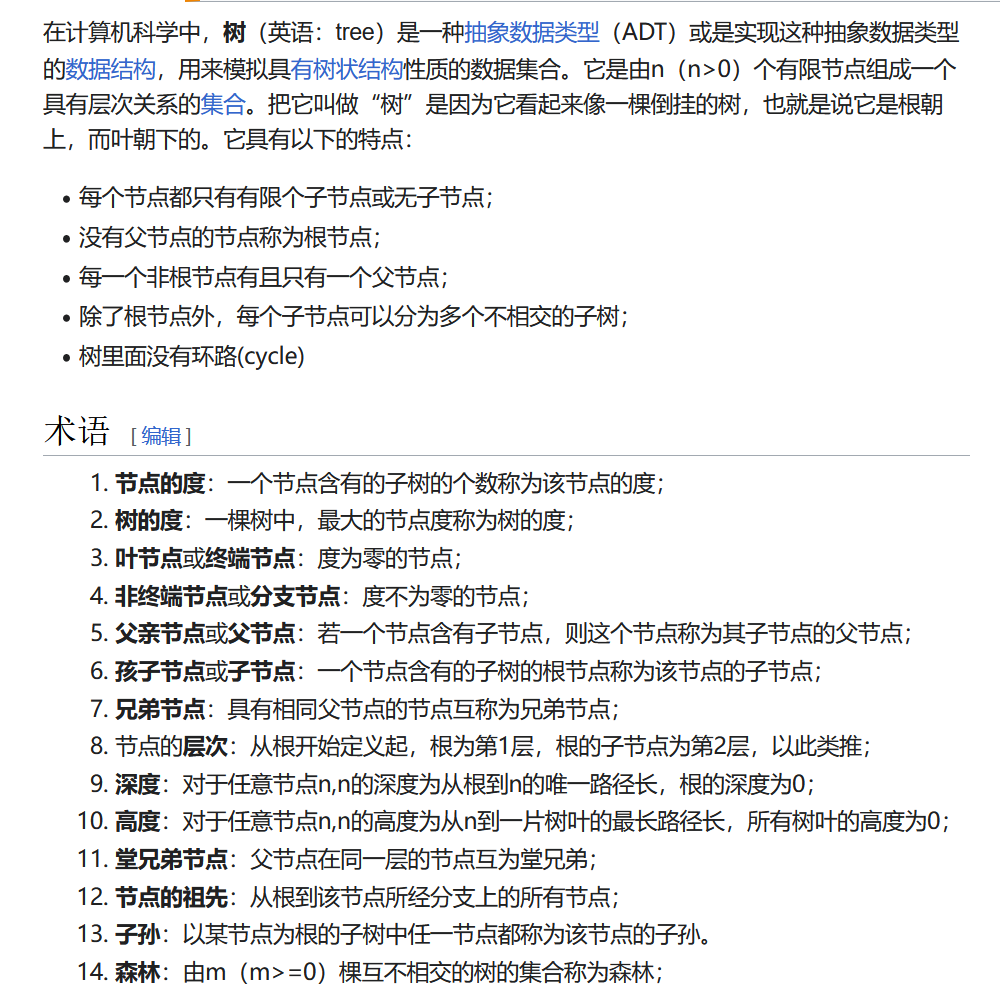 在计算机科学中，树（英语：tree）是一种抽象数据类型（ADT）或是实现这种抽象数据类型
的数据结构，用来模拟具有树状结构性质的数据集合。它是由n（n>0）个有限节点组成一个
具有层次关系的集合。把它叫做“树”是因为它看起来像一棵倒挂的树，也就是说它是根朝
上，而叶朝下的。它具有以下的特点：
• 每个节点都只有有限个子节点或无子节点；
• 没有父节点的节点称为根节点；
• 每一个非根节点有且只有一个父节点；
• 除了根节点外，每个子节点可以分为多个不相交的子树；
• 树里面没有环路(cycle)
术语 [编辑]
1. 节点的度：一个节点含有的子树的个数称为该节点的度；
2. 树的度：一棵树中，最大的节点度称为树的度；
3. 叶节点或终端节点：度为零的节点；
4. 非终端节点或分支节点：度不为零的节点；
5. 父亲节点或父节点：若一个节点含有子节点，则这个节点称为其子节点的父节点；
6. 孩子节点或子节点：一个节点含有的子树的根节点称为该节点的子节点；
7. 兄弟节点：具有相同父节点的节点互称为兄弟节点；
8. 节点的层次：从根开始定义起，根为第1层，根的子节点为第2层，以此类推；
9. 深度：对于任意节点n,n的深度为从根到n的唯一路径长，根的深度为0；
10. 高度：对于任意节点n,n的高度为从n到一片树叶的最长路径长，所有树叶的高度为0；
11. 堂兄弟节点：父节点在同一层的节点互为堂兄弟；
12. 节点的祖先：从根到该节点所经分支上的所有节点；
13. 子孙：以某节点为根的子树中任一节点都称为该节点的子孙。
14. 森林：由m（m>=0）棵互不相交的树的集合称为森林；